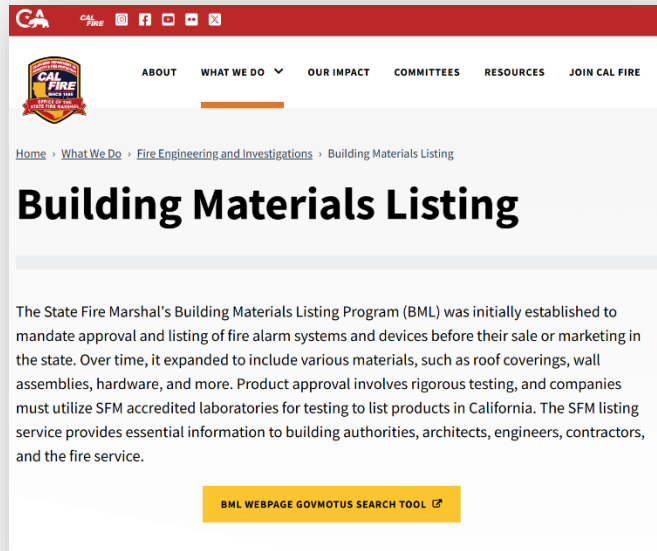 CA
CAL FIRE
CALIFORNIA DEPARTMENT OF
CAL
FIRE
SINCE 1885
OFFICE OF THE
STATE FIRE MARSHAL
ABOUT WHAT WE DO OUR IMPACT COMMITTEES RESOURCES JOIN CAL FIRE
Home › What We Do › Fire Engineering and Investigations › Building Materials Listing
Building Materials Listing
The State Fire Marshal's Building Materials Listing Program (BML) was initially established to
mandate approval and listing of fire alarm systems and devices before their sale or marketing in
the state. Over time, it expanded to include various materials, such as roof coverings, wall
assemblies, hardware, and more. Product approval involves rigorous testing, and companies
must utilize SFM accredited laboratories for testing to list products in California. The SFM listing
service provides essential information to building authorities, architects, engineers, contractors,
and the fire service.
BML WEBPAGE GOVMOTUS SEARCH TOOL